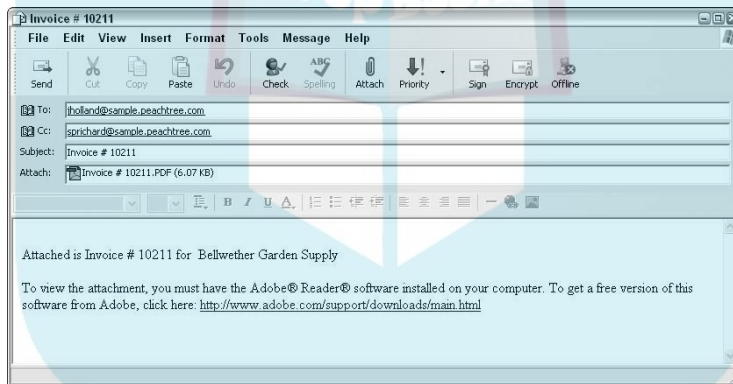 Invoice # 10211
File Edit View Insert Format Tools Message Help
Send Cut Copy Paste Undo Check Spelling Attach Priority Sign Encrypt Offline
To: jholland@sample.peachtree.com
Cc: sprichard@sample.peachtree.com
Subject: Invoice # 10211
Attach: Invoice # 10211.PDF (6.07 KB)
B I U A
Attached is Invoice # 10211 for Bellwether Garden Supply
To view the attachment, you must have the Adobe® Reader® software installed on your computer. To get a free version of this
software from Adobe, click here: http://www.adobe.com/support/downloads/main.html